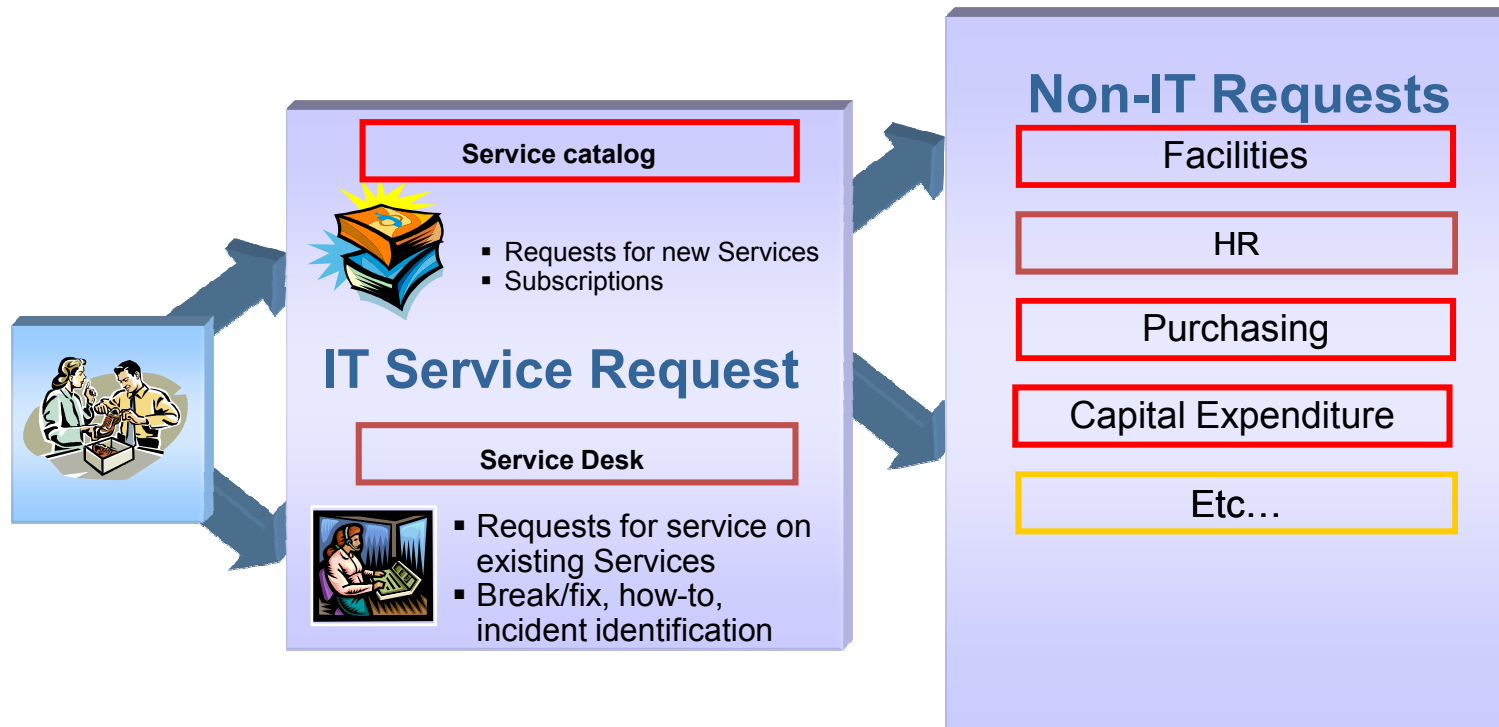 Service catalog
▪ Requests for new Services
▪ Subscriptions
IT Service Request
Service Desk
▪ Requests for service on
existing Services
▪ Break/fix, how-to,
incident identification
Non-IT Requests
Facilities
HR
Purchasing
Capital Expenditure
Etc…